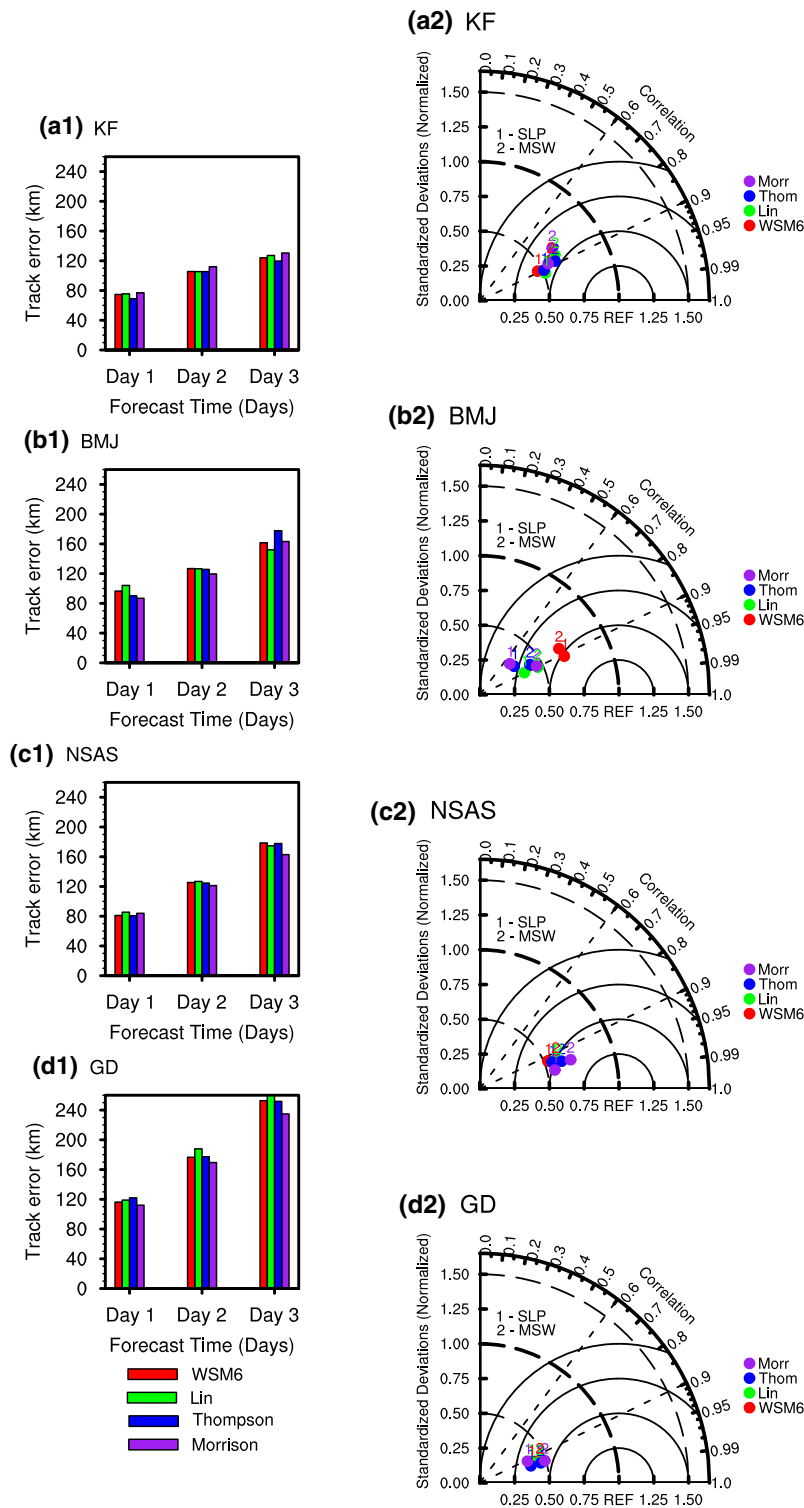 (a1) KF
Track error (km)
240
200
160
120
80
40
0
Day 1 Day 2 Day 3
Forecast Time (Days)
(b1) BMJ
Track error (km)
240
200
160
120
80
40
0
Day 1 Day 2 Day 3
Forecast Time (Days)
(c1) NSAS
Track error (km)
240
200
160
120
80
40
0
Day 1 Day 2 Day 3
Forecast Time (Days)
(d1) GD
Track error (km)
240
200
160
120
80
40
0
Day 1 Day 2 Day 3
Forecast Time (Days)
WSM6
Lin
Thompson
Morrison
(a2) KF
Standardized Deviations (Normalized)
1.50
1.25
1.00
0.75
0.50
0.25
0.00
0.25 0.50 0.75 REF 1.25 1.50
0.0 0.1 0.2 0.3 0.4 0.5 0.6 0.7 0.8 0.9 0.95 0.99 1.0
Correlation
1 - SLP
2 - MSW
Morr
Thom
Lin
WSM6
(b2) BMJ
Standardized Deviations (Normalized)
1.50
1.25
1.00
0.75
0.50
0.25
0.00
0.25 0.50 0.75 REF 1.25 1.50
0.0 0.1 0.2 0.3 0.4 0.5 0.6 0.7 0.8 0.9 0.95 0.99 1.0
Correlation
1 - SLP
2 - MSW
Morr
Thom
Lin
WSM6
(c2) NSAS
Standardized Deviations (Normalized)
1.50
1.25
1.00
0.75
0.50
0.25
0.00
0.25 0.50 0.75 REF 1.25 1.50
0.0 0.1 0.2 0.3 0.4 0.5 0.6 0.7 0.8 0.9 0.95 0.99 1.0
Correlation
1 - SLP
2 - MSW
Morr
Thom
Lin
WSM6
(d2) GD
Standardized Deviations (Normalized)
1.50
1.25
1.00
0.75
0.50
0.25
0.00
0.25 0.50 0.75 REF 1.25 1.50
0.0 0.1 0.2 0.3 0.4 0.5 0.6 0.7 0.8 0.9 0.95 0.99 1.0
Correlation
1 - SLP
2 - MSW
Morr
Thom
Lin
WSM6